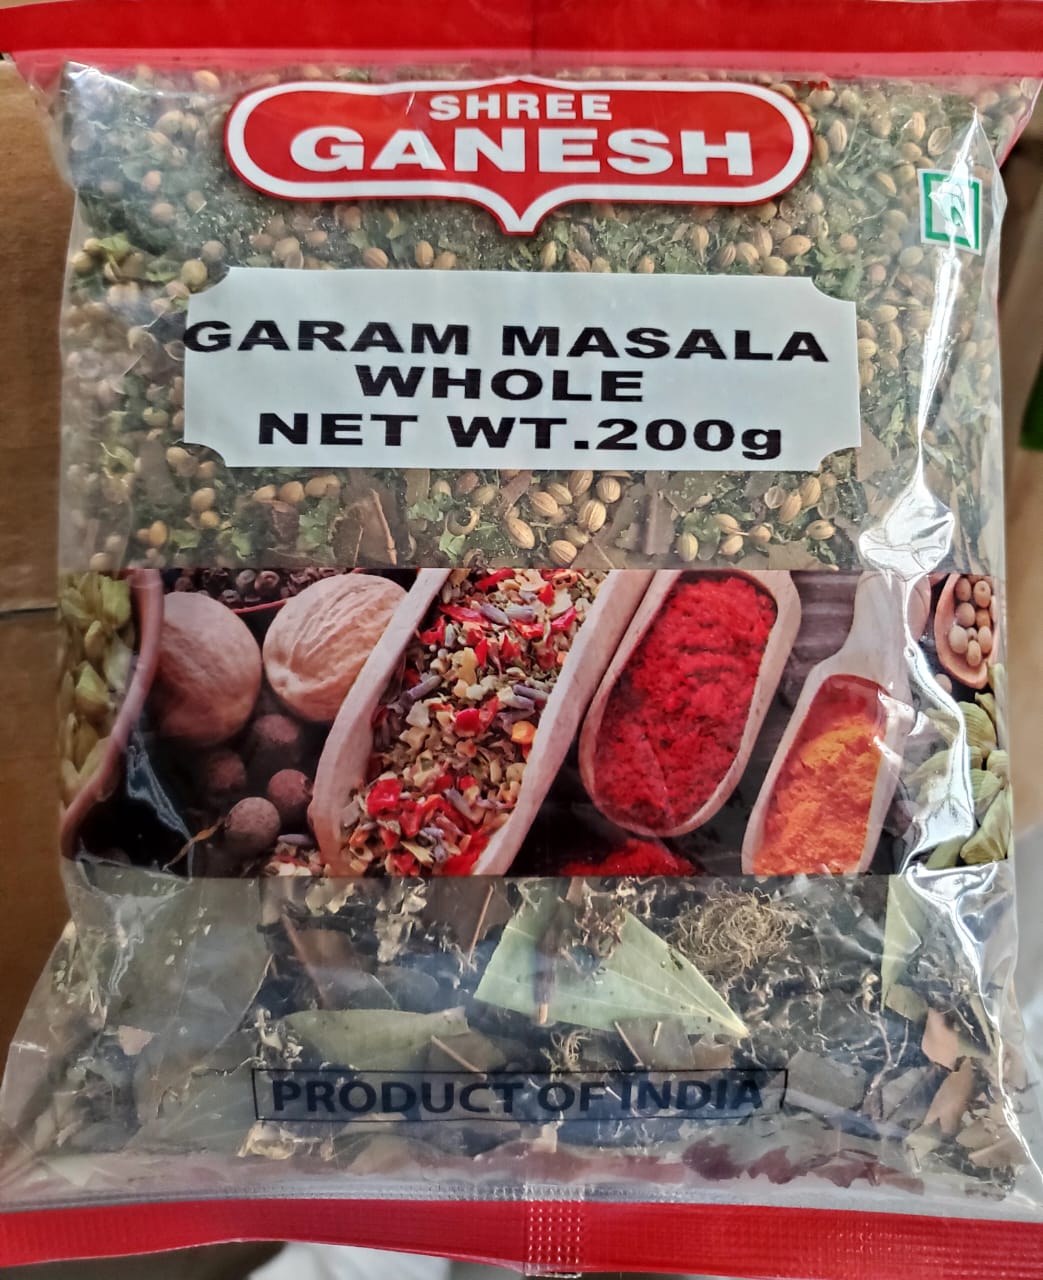 SHREE
GANESH
GARAM MASALA
WHOLE
NET WT.200g
PRODUCT OF INDIA